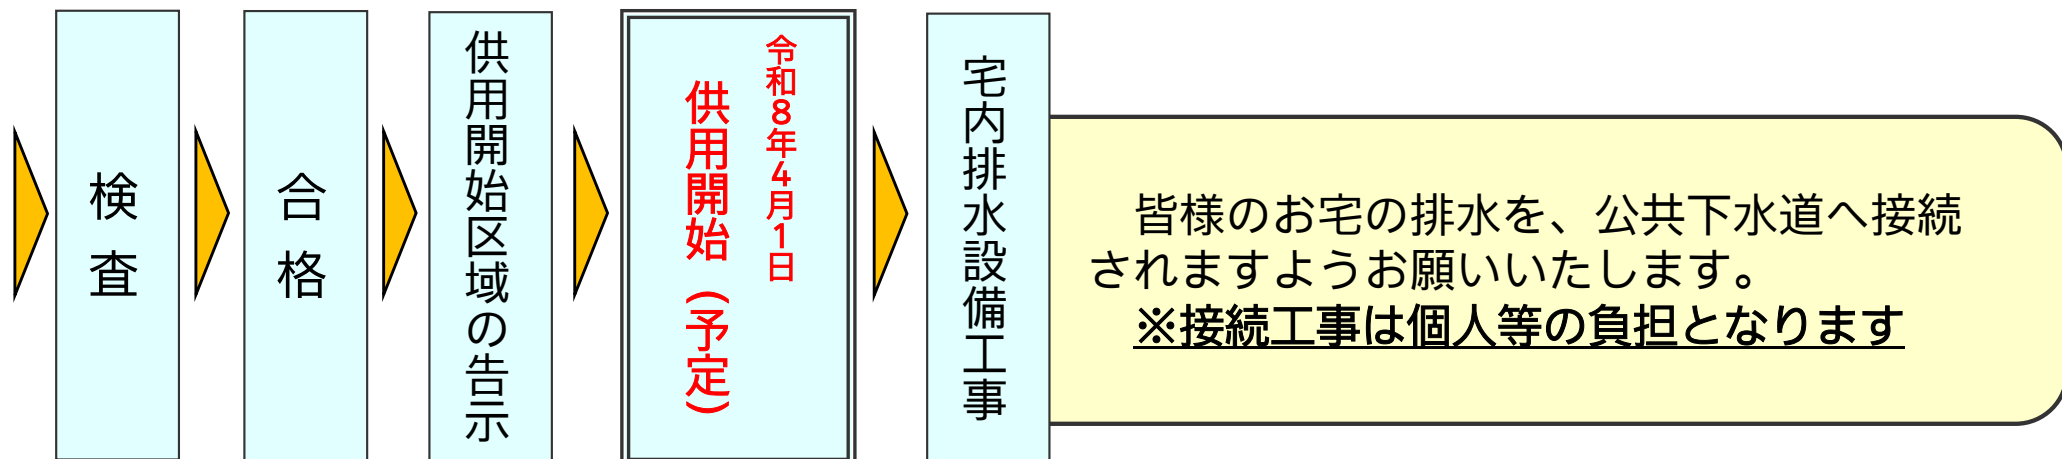 検査
合格
供用開始区域の告示
令和8年4月1日
供用開始（予定）
宅内排水設備工事
皆様のお宅の排水を、公共下水道へ接続
されますようお願いいたします。
※接続工事は個人等の負担となります